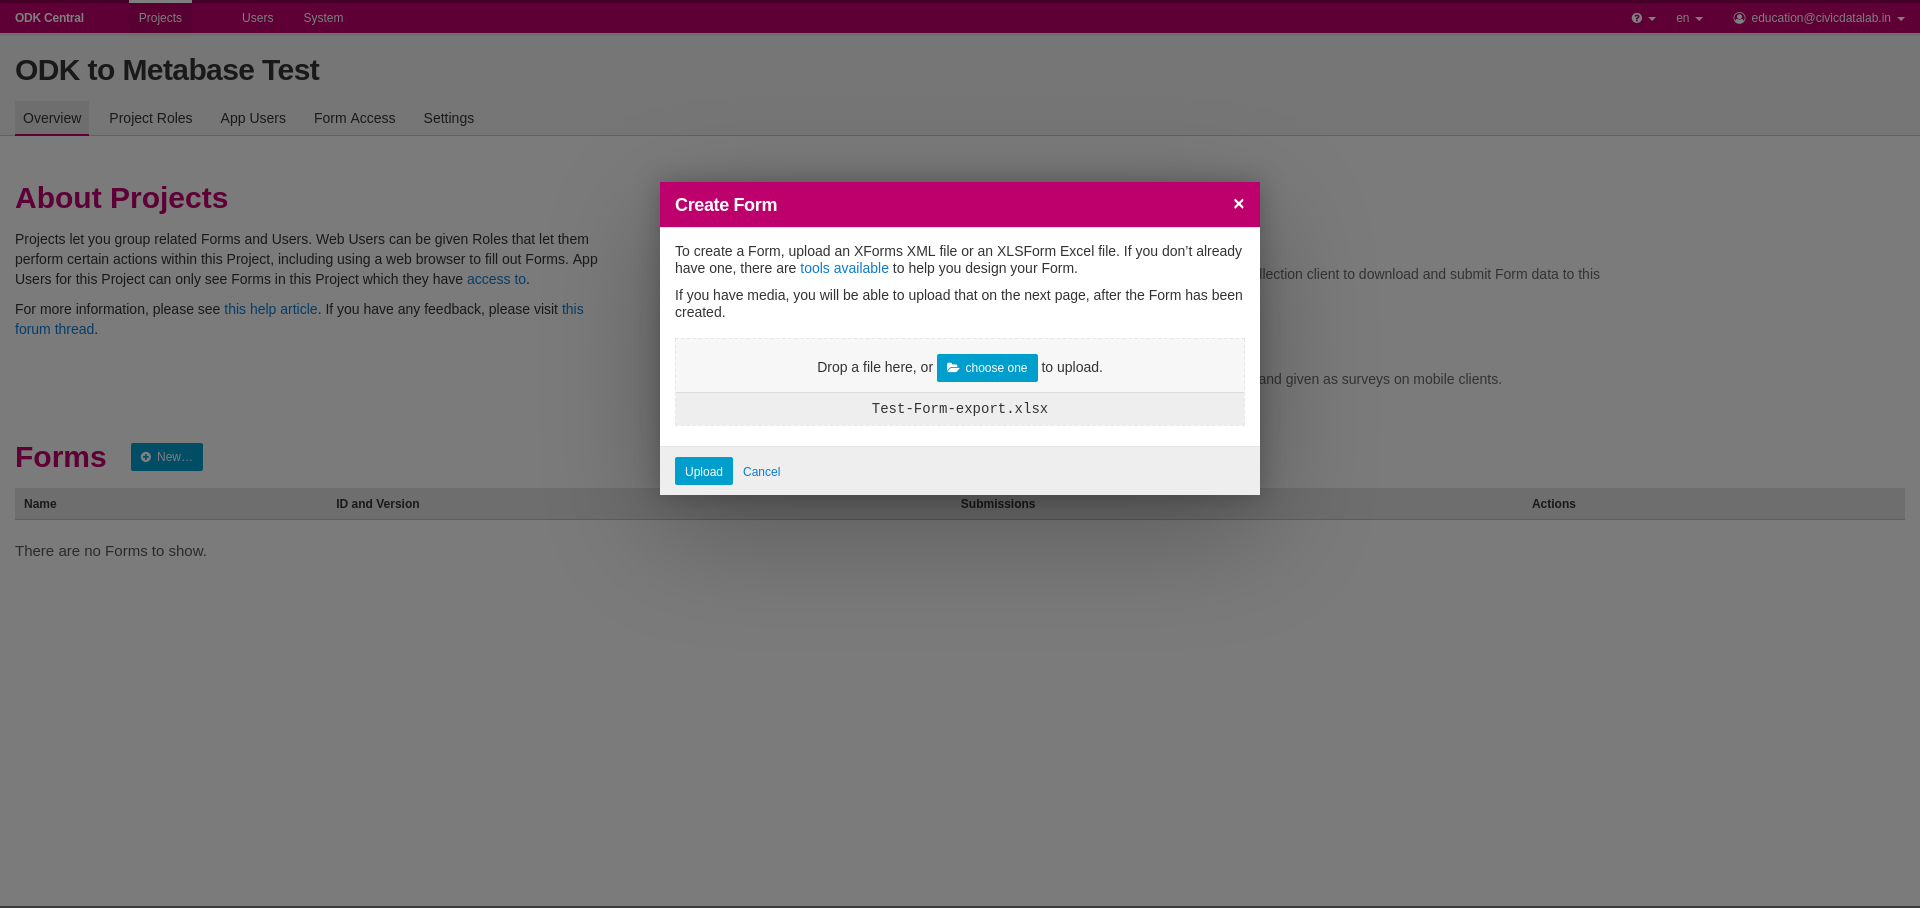 ODK Central Projects Users System en education@civicdatalab.in
ODK to Metabase Test
Overview Project Roles App Users Form Access Settings
About Projects
Projects let you group related Forms and Users. Web Users can be given Roles that let them
perform certain actions within this Project, including using a web browser to fill out Forms. App
Users for this Project can only see Forms in this Project which they have access to.
For more information, please see this help article. If you have any feedback, please visit this
forum thread.
Create Form ×
To create a Form, upload an XForms XML file or an XLSForm Excel file. If you don’t already
have one, there are tools available to help you design your Form.
If you have media, you will be able to upload that on the next page, after the Form has been
created.
Drop a file here, or choose one to upload.
Test-Form-export.xlsx
Upload Cancel
client to download and submit Form data to this
and given as surveys on mobile clients.
Forms New…
Name ID and Version Submissions Actions
There are no Forms to show.